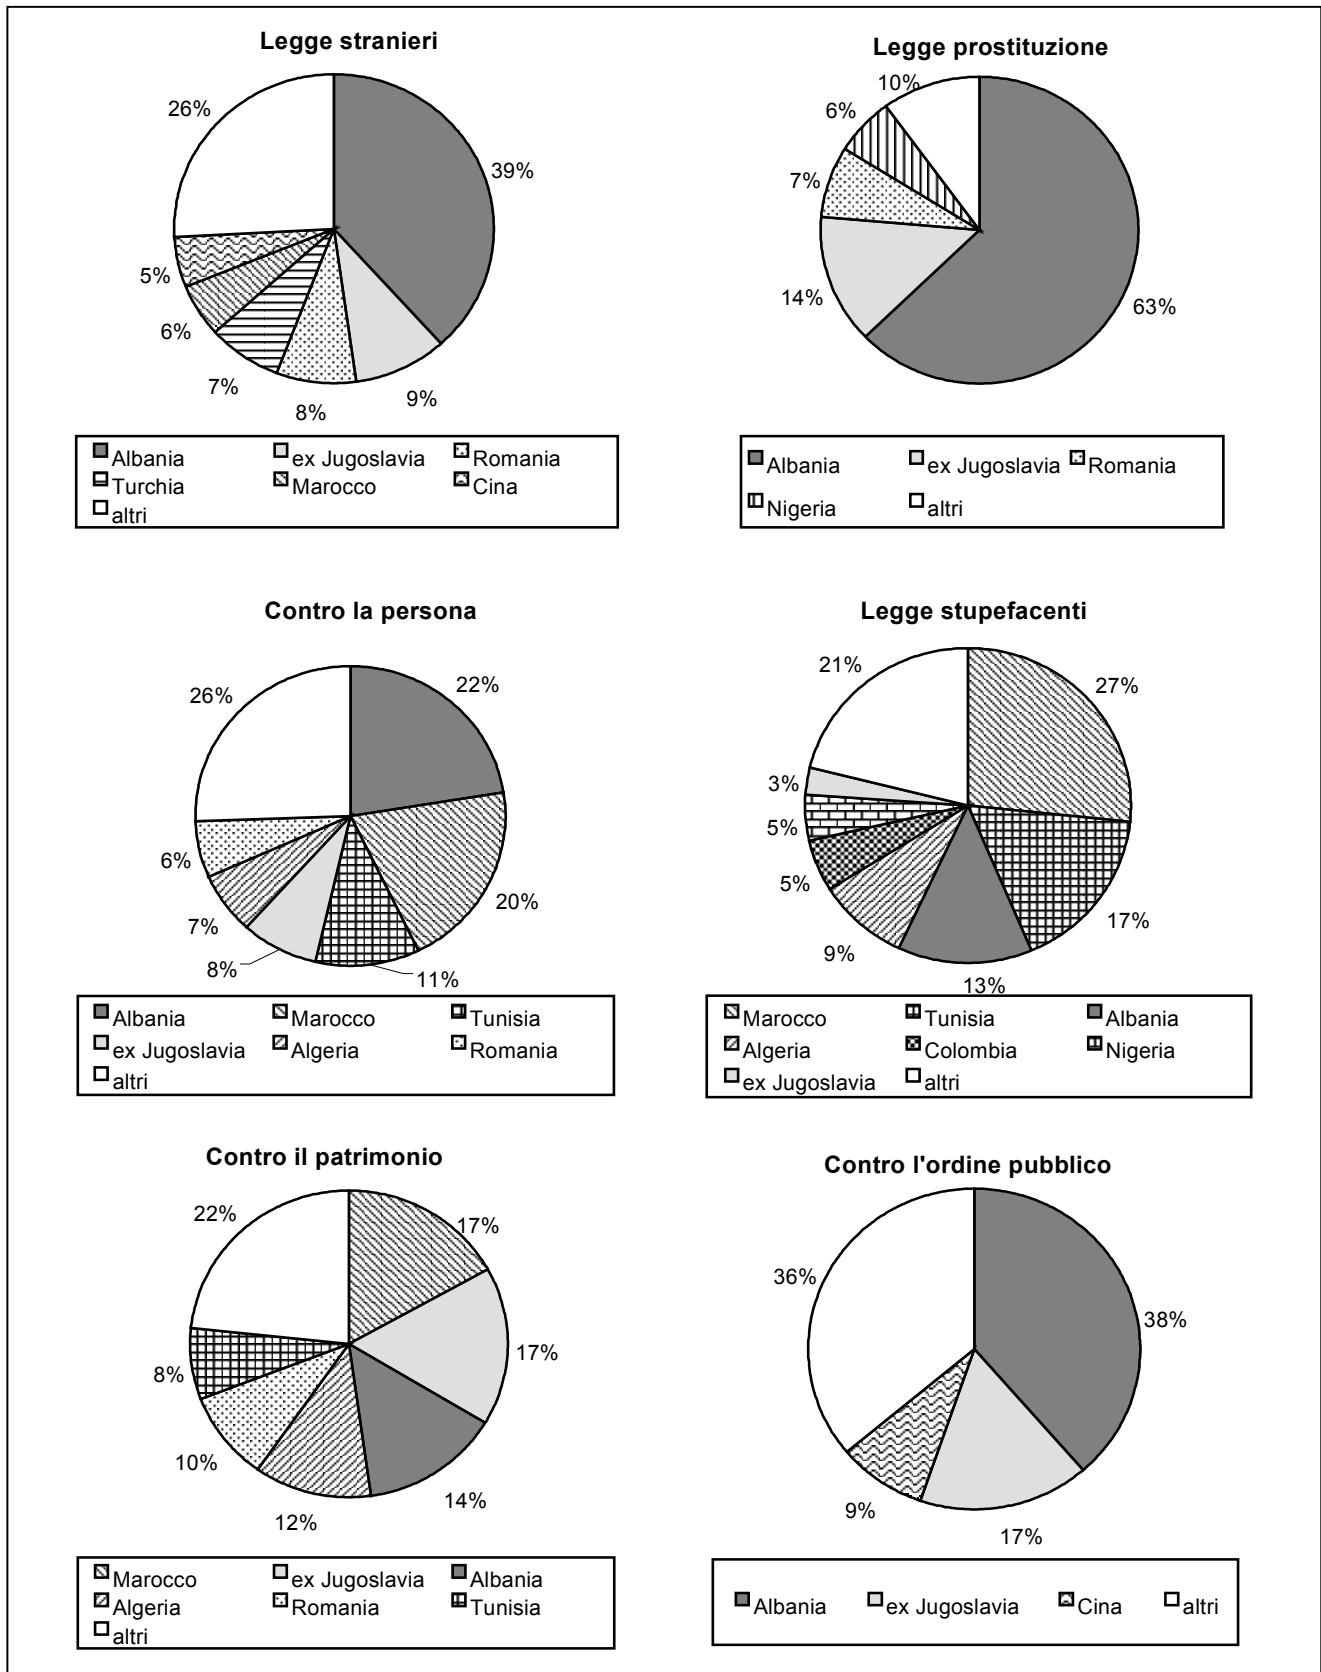 Legge stranieri
26%
39%
5%
6%
7%
8%
9%
Albania ex Jugoslavia Romania
Turchia Marocco Cina
altri
Legge prostituzione
10%
6%
7%
14%
63%
Albania ex Jugoslavia Romania
Nigeria altri
Contro la persona
26%
22%
6%
7%
8%
11%
20%
Albania Marocco Tunisia
ex Jugoslavia Algeria Romania
altri
Legge stupefacenti
21%
27%
3%
5%
5%
9%
13%
17%
Marocco Tunisia Albania
Algeria Colombia Nigeria
ex Jugoslavia altri
Contro il patrimonio
22%
17%
17%
8%
10%
12%
14%
Marocco ex Jugoslavia Albania
Algeria Romania Tunisia
altri
Contro l'ordine pubblico
36%
38%
9%
17%
Albania ex Jugoslavia Cina altri